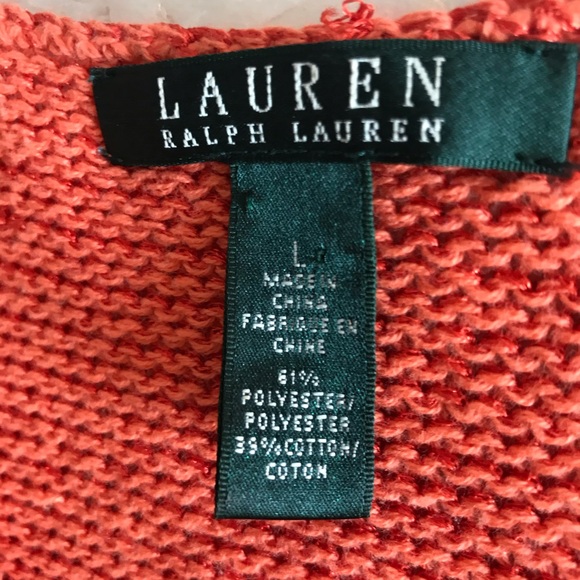 LAUREN
RALPH LAUREN
L
MADE IN
CHINA
FABRIQUE EN
CHINE
61%
POLYESTER/
POLYESTER
39% COTTON/
COTON